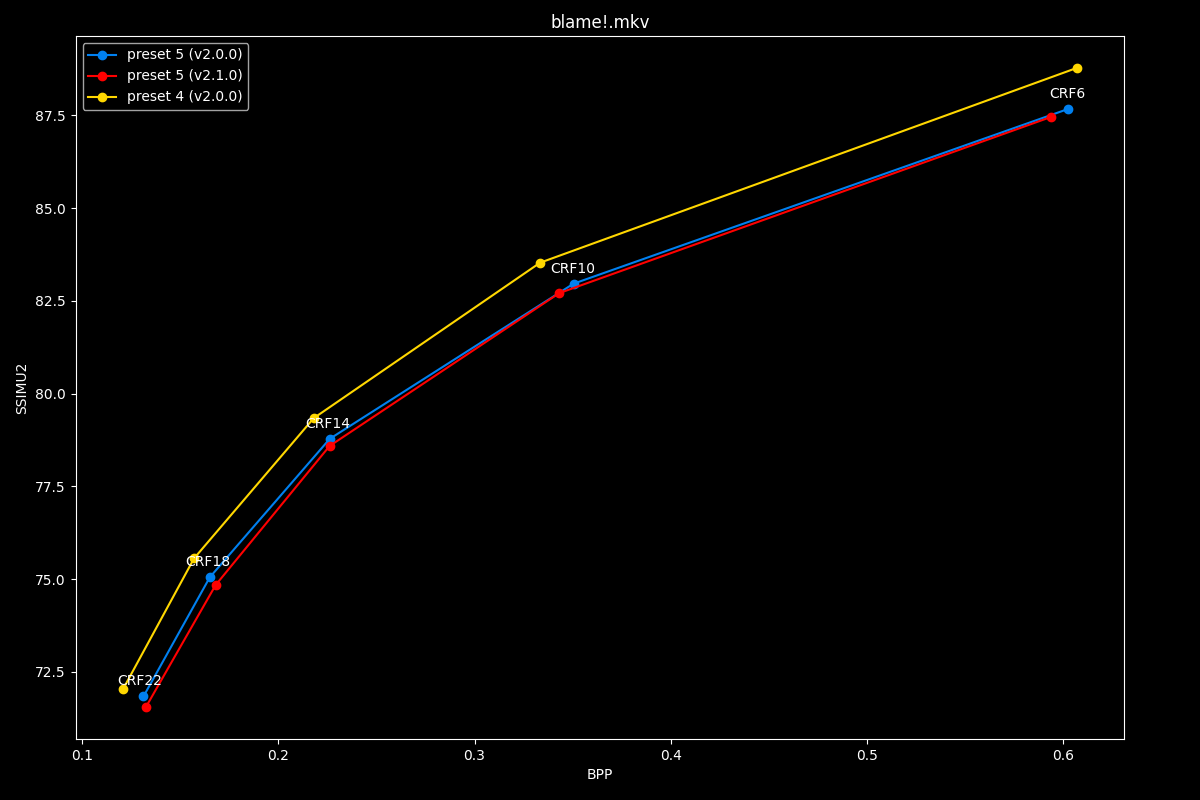 blame!.mkv
preset 5 (v2.0.0)
preset 5 (v2.1.0)
preset 4 (v2.0.0)
CRF6
CRF10
CRF14
CRF18
CRF22
87.5
85.0
82.5
80.0
77.5
75.0
72.5
SSIMU2
0.1 0.2 0.3 0.4 0.5 0.6
BPP